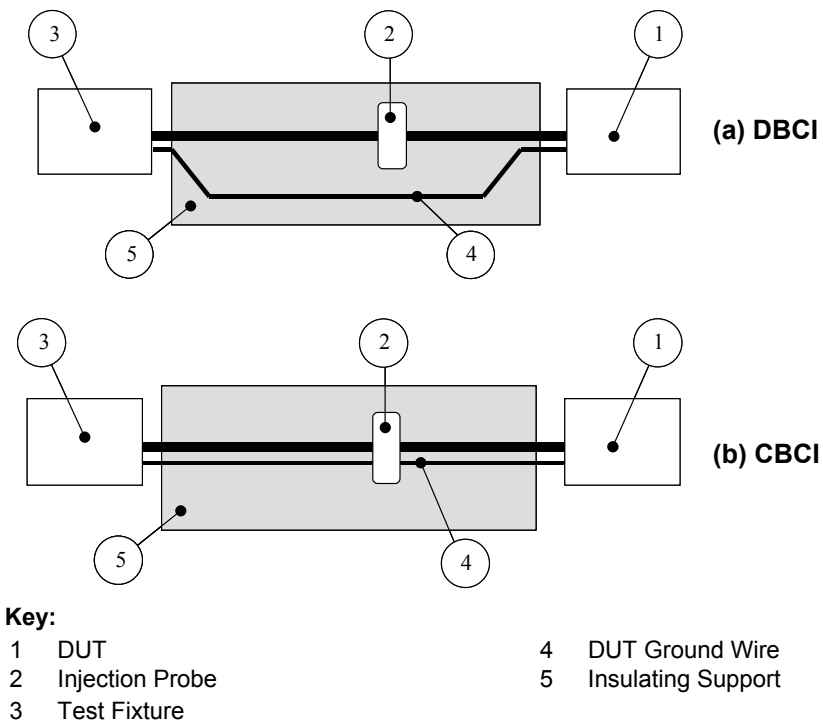 3
2
1
(a) DBCI
5
4
3
2
1
(b) CBCI
5
4
Key:
1 DUT
2 Injection Probe
3 Test Fixture
4 DUT Ground Wire
5 Insulating Support